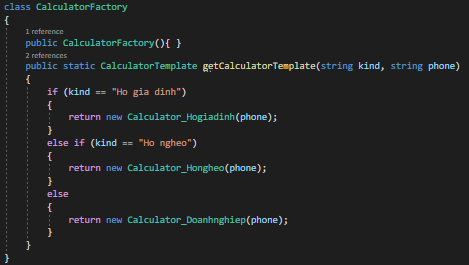 class CalculatorFactory
{
1 reference
public CalculatorFactory(){ }
2 references
public static CalculatorTemplate getCalculatorTemplate(string kind, string phone)
{
if (kind == "Ho gia dinh")
{
return new Calculator_Hogiadinh(phone);
}
else if (kind == "Ho ngheo")
{
return new Calculator_Hongheo(phone);
}
else
{
return new Calculator_Doanhnghiep(phone);
}
}
}